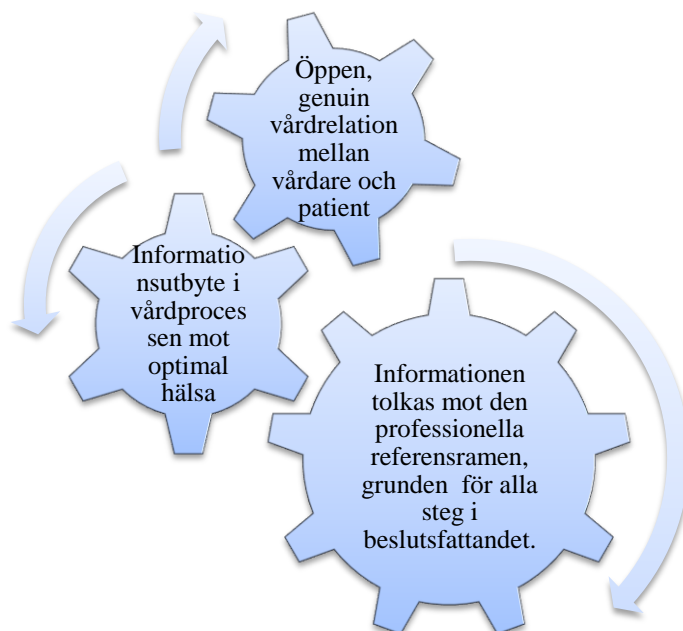 Öppen,
genuin
vårdrelation
mellan
vårdare och
patient
Informatio
nsutbyte i
vårdproces
sen mot
optimal
hälsa
Informationen
tolkas mot den
professionella
referensramen,
grunden  för alla
steg i
beslutsfattandet.